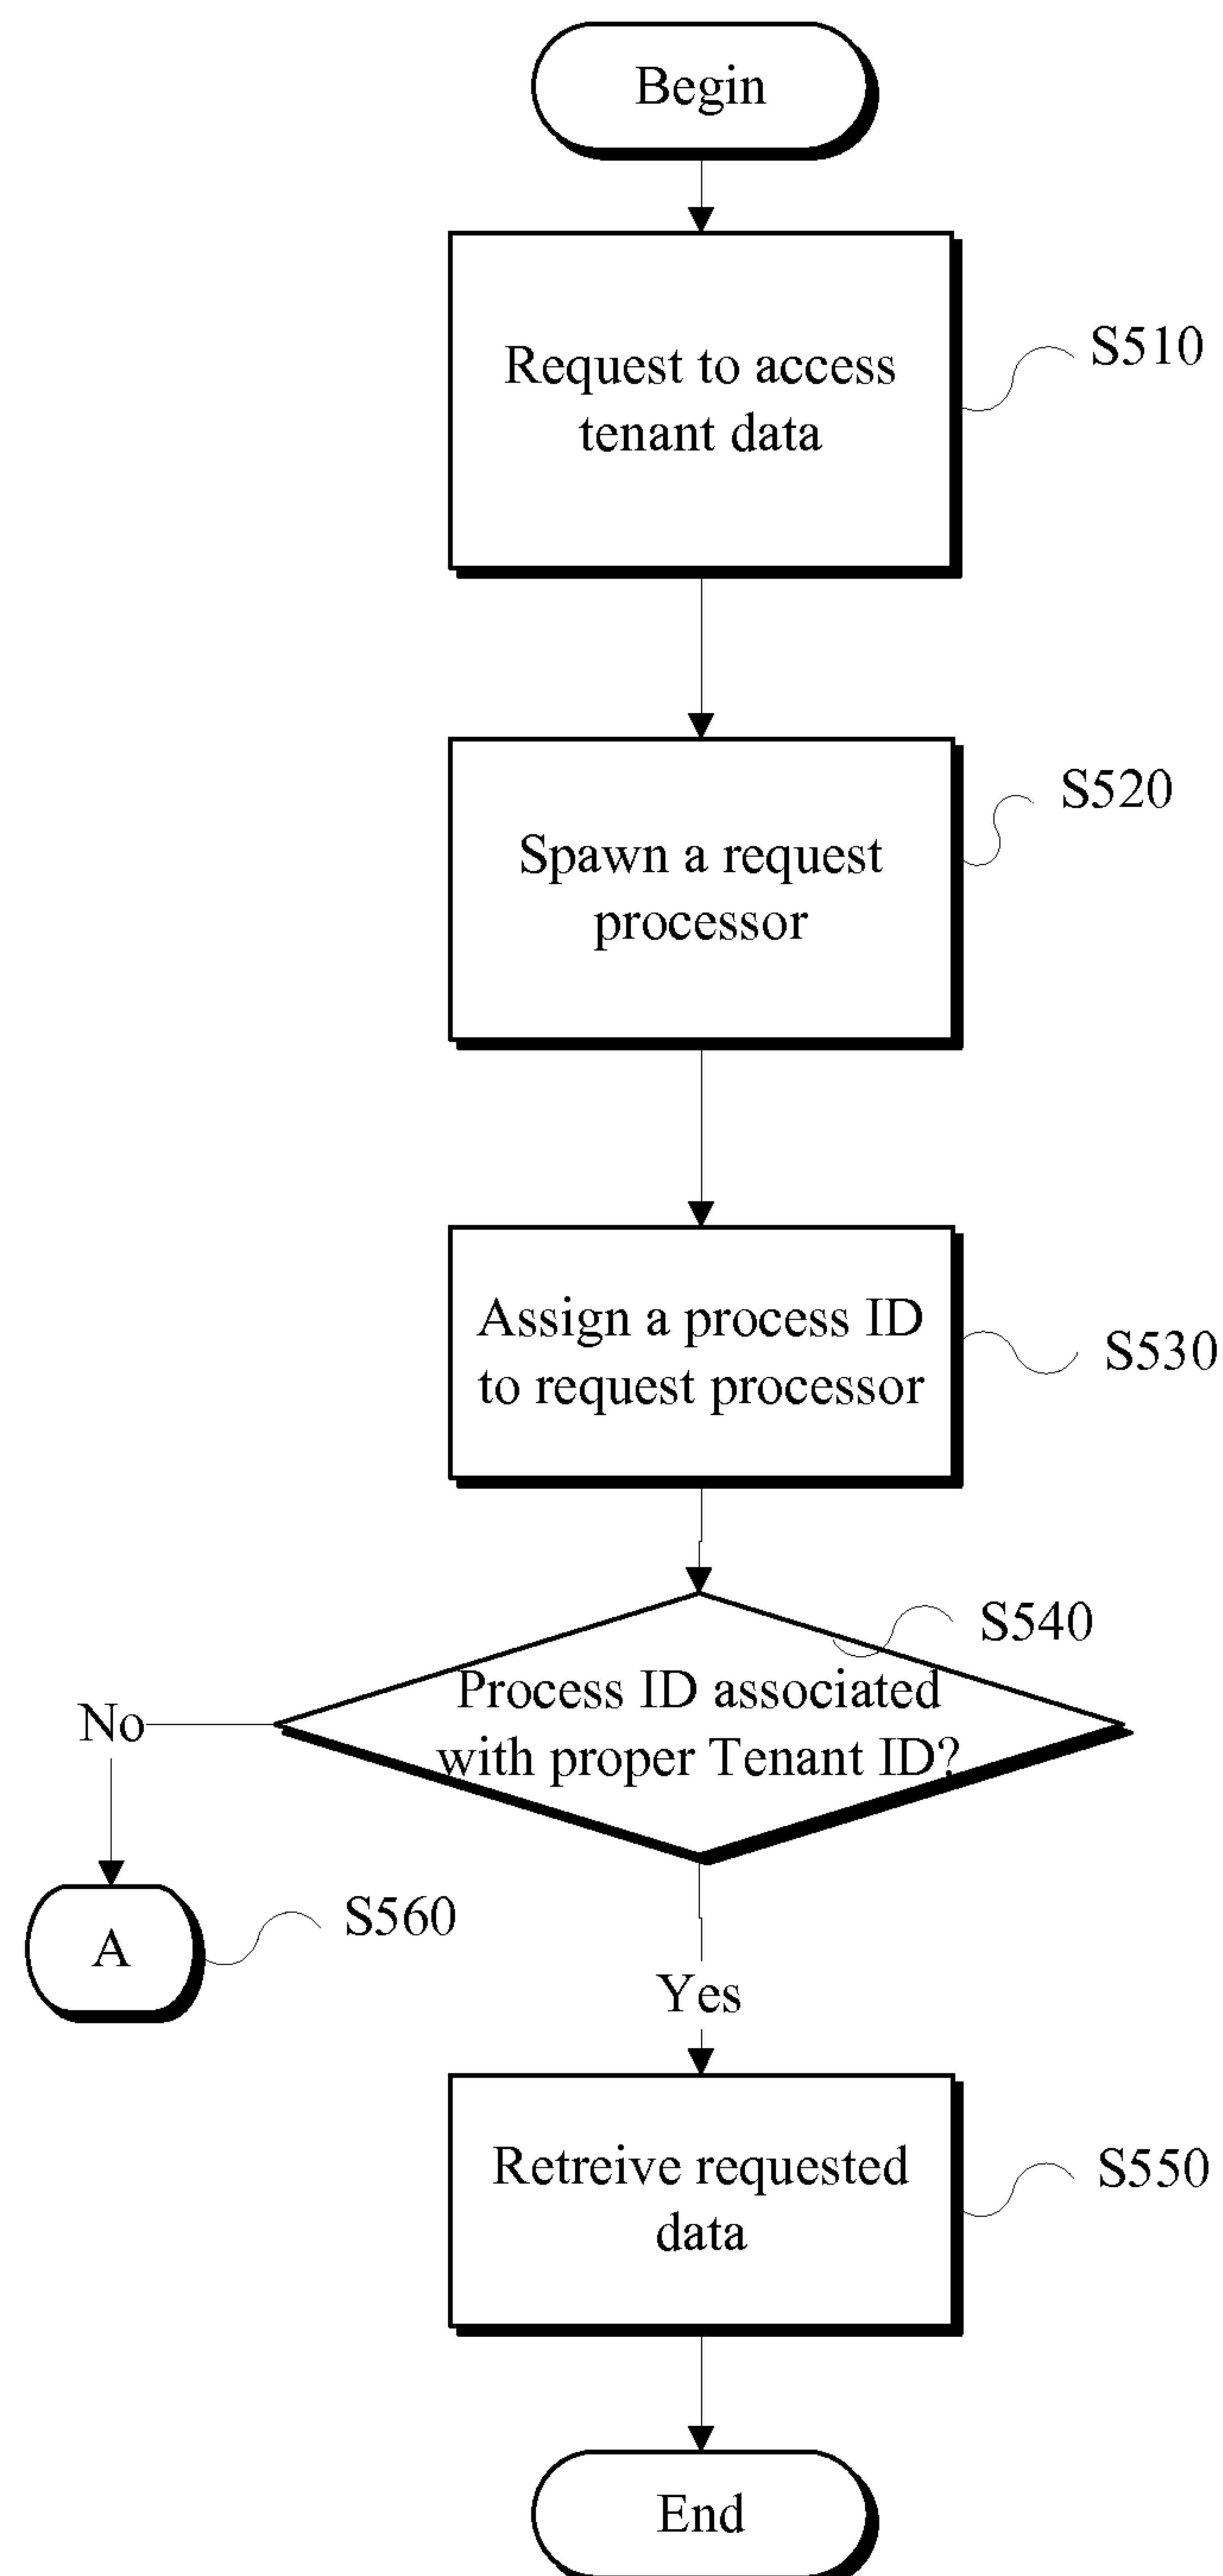 Begin
Request to access
tenant data
S510
Spawn a request
processor
S520
Assign a process ID
to request processor
S530
S540
Process ID associated
with proper Tenant ID?
No
A
S560
Yes
Retreive requested
data
S550
End